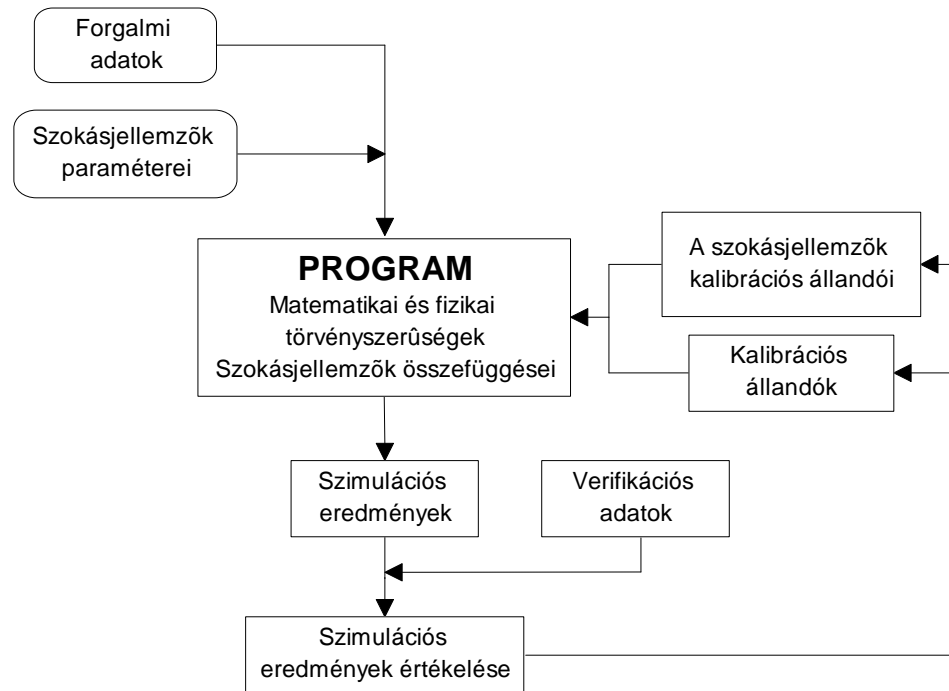 Forgalmi
adatok
Szokásjellemzõk
paraméterei
PROGRAM
Matematikai és fizikai
törvényszerûségek
Szokásjellemzõk összefüggései
A szokásjellemzõk
kalibrációs állandói
Kalibrációs
állandók
Szimulációs
eredmények
Verifikációs
adatok
Szimulációs
eredmények értékelése